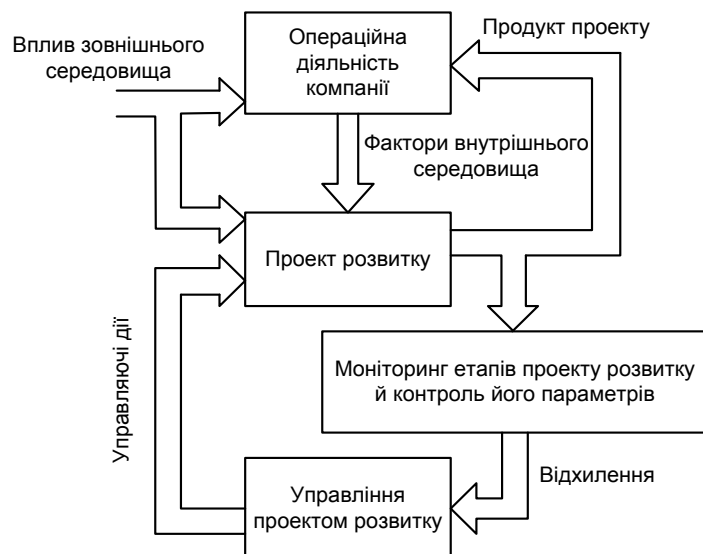 Вплив зовнішнього
середовища
Операційна
діяльність
компанії
Продукт проекту
Фактори внутрішнього
середовища
Проект розвитку
Управляючі дії
Моніторинг етапів проекту розвитку
й контроль його параметрів
Відхилення
Управління
проектом розвитку